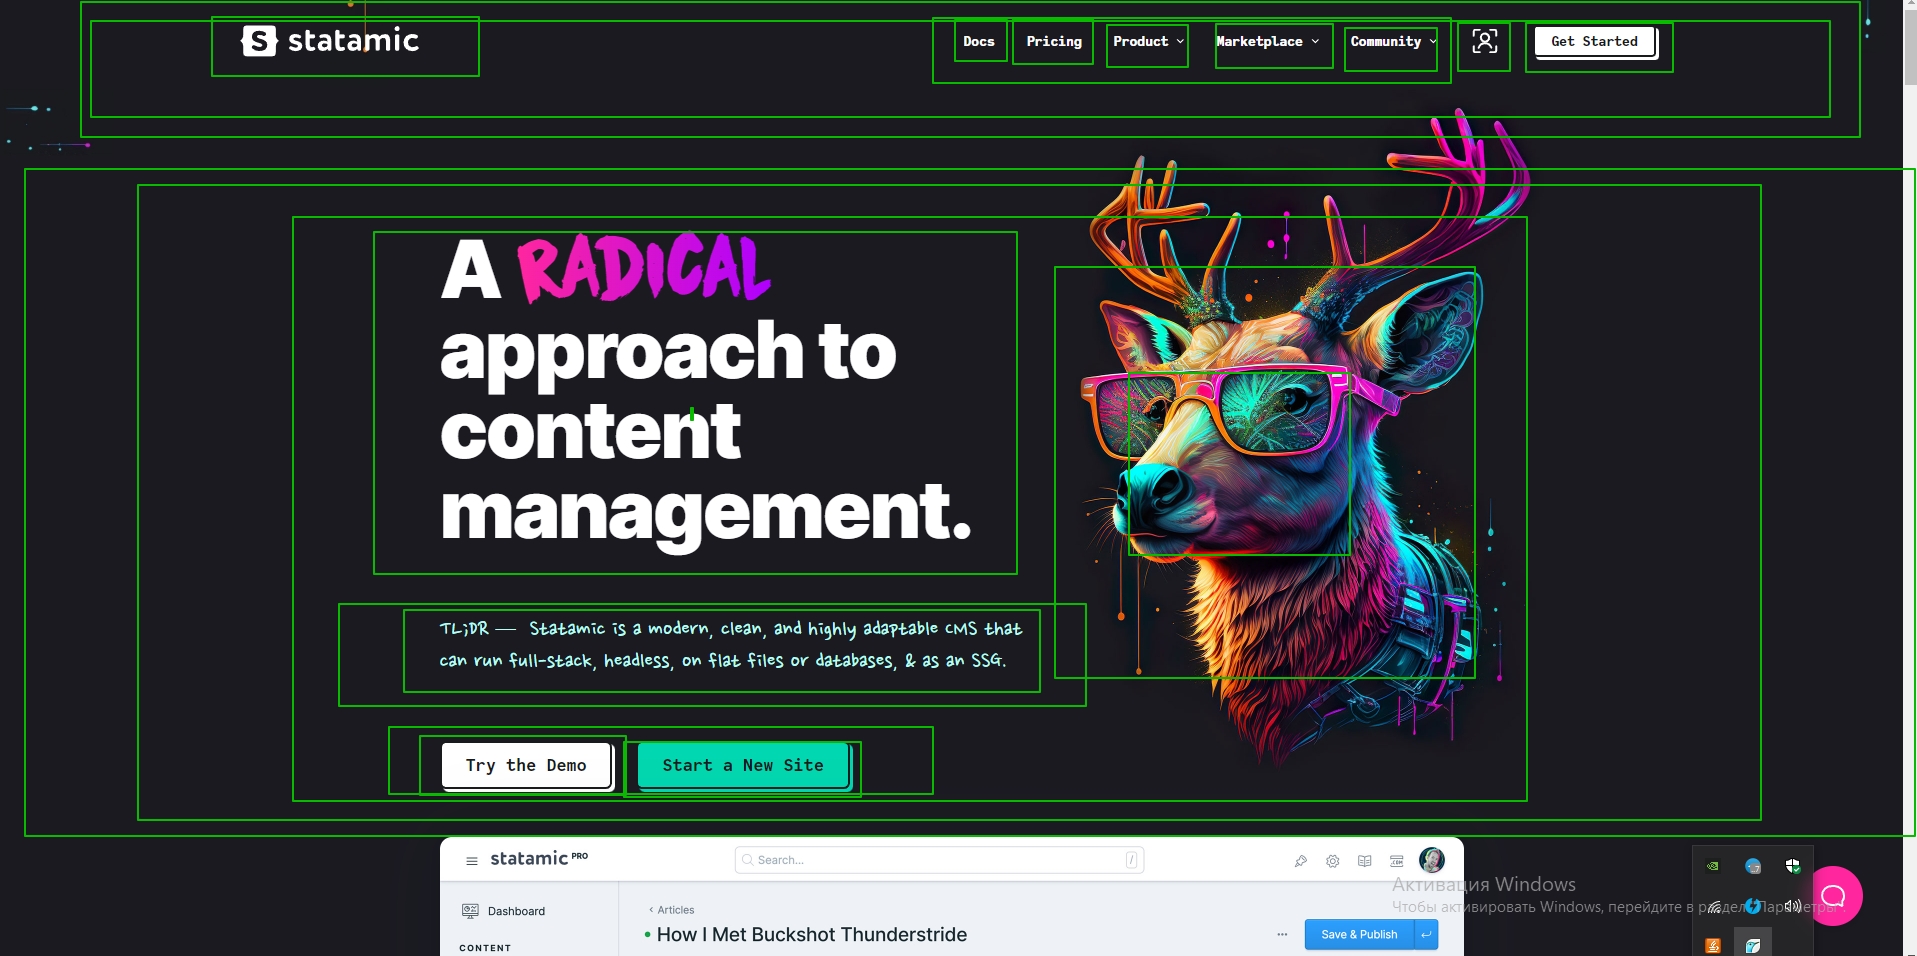 statamic
Docs
Pricing
Product
Marketplace
Community
Get Started
A RADICAL
approach to
content
management.
TL;DR — Statamic is a modern, clean, and highly adaptable CMS that
can run full-stack, headless, on flat files or databases, & as an SSG.
Try the Demo
Start a New Site
statamic PRO
Search...
/
Dashboard
CONTENT
‹ Articles
How I Met Buckshot Thunderstride
Save & Publish
Активация Windows
Чтобы активировать Windows, перейдите в раздел "Параметры".